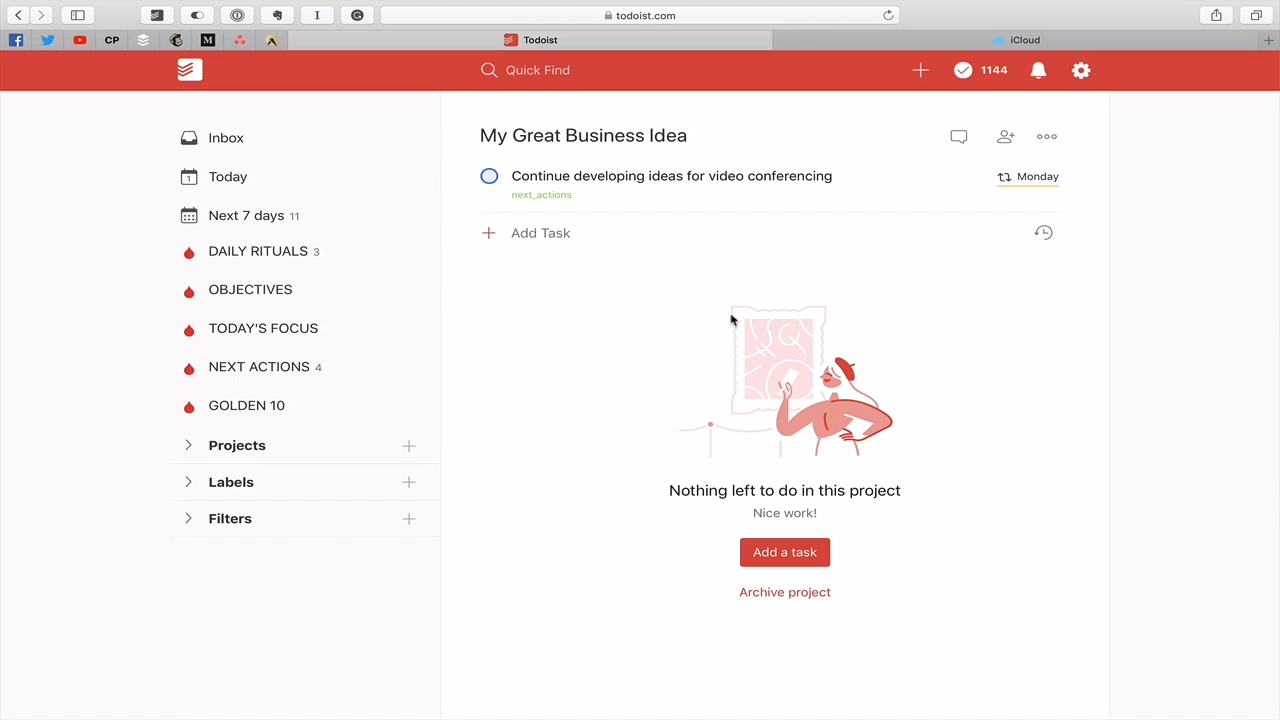 todoist.com
CP
M
Todoist
iCloud
Quick Find
1144
Inbox
1
Today
Next 7 days 11
DAILY RITUALS 3
OBJECTIVES
TODAY'S FOCUS
NEXT ACTIONS 4
GOLDEN 10
Projects
Labels
Filters
My Great Business Idea
Continue developing ideas for video conferencing
Monday
next_actions
Add Task
Nothing left to do in this project
Nice work!
Add a task
Archive project